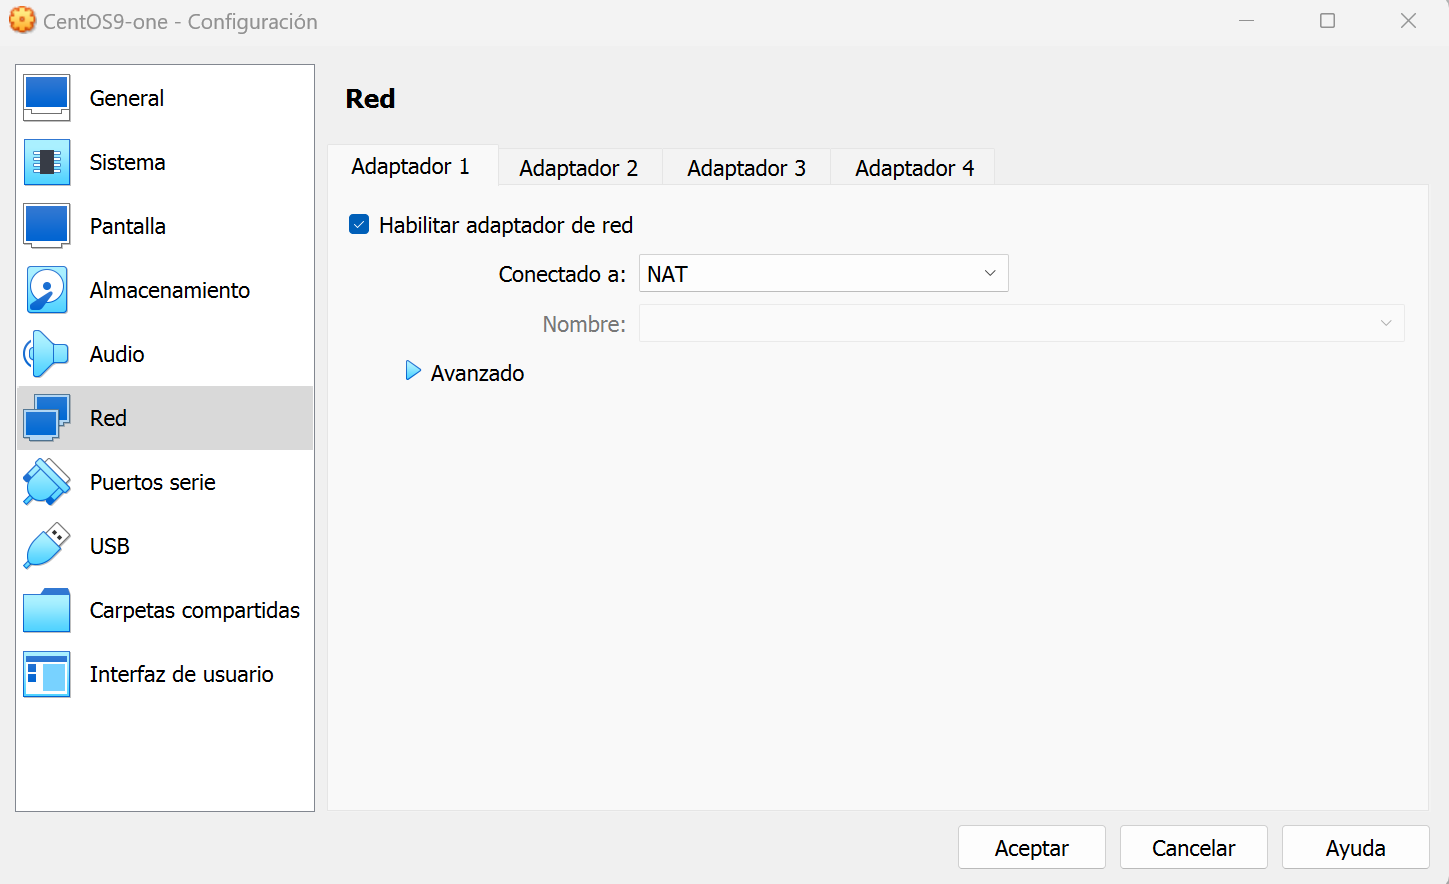 CentOS9-one - Configuración
General
Sistema
Pantalla
Almacenamiento
Audio
Red
Puertos serie
USB
Carpetas compartidas
Interfaz de usuario
Red
Adaptador 1
Adaptador 2
Adaptador 3
Adaptador 4
Habilitar adaptador de red
Conectado a: NAT
Nombre:
Avanzado
Aceptar
Cancelar
Ayuda